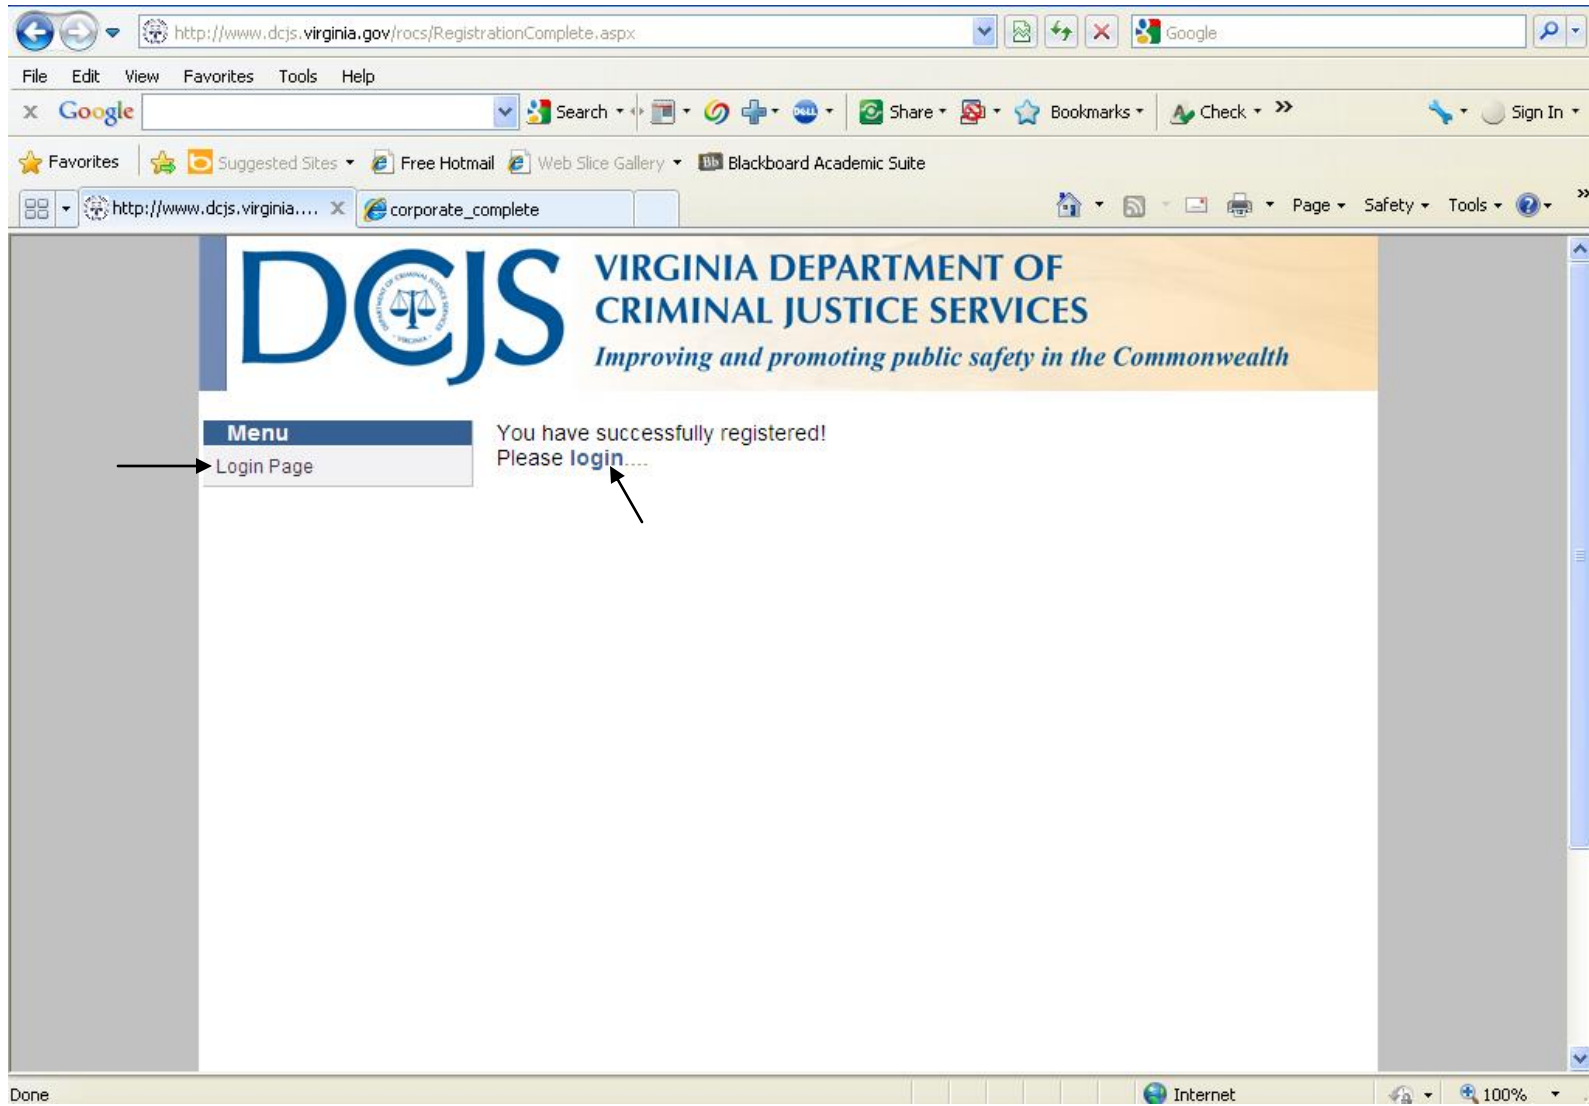 http://www.dcjs.virginia.gov/rocs/RegistrationComplete.aspx
Google
File Edit View Favorites Tools Help
x Google Search Share Bookmarks Check >> Sign In
Favorites Suggested Sites Free Hotmail Web Slice Gallery Bb Blackboard Academic Suite
http://www.dcjs.virginia.... X corporate_complete Page Safety Tools >>
DCJS
VIRGINIA DEPARTMENT OF
CRIMINAL JUSTICE SERVICES
Improving and promoting public safety in the Commonwealth
Menu
Login Page
You have successfully registered!
Please login....
Done Internet 100%